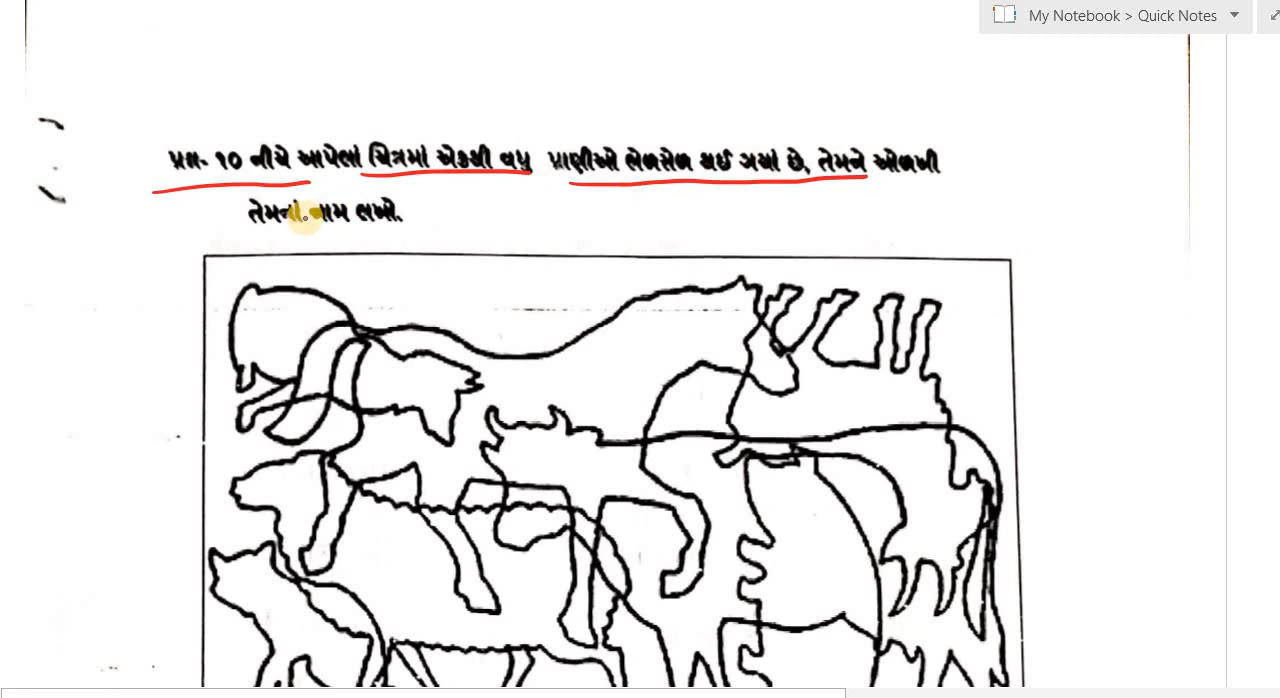 My Notebook > Quick Notes
પ્રશ્ન- ૧૦ નીચે આપેલાં ચિત્રમાં એકથી વધુ પ્રાણીઓ ભેળસેળ થઈ ગયાં છે, તેમને ઓળખી
તેમનાં નામ લખો.